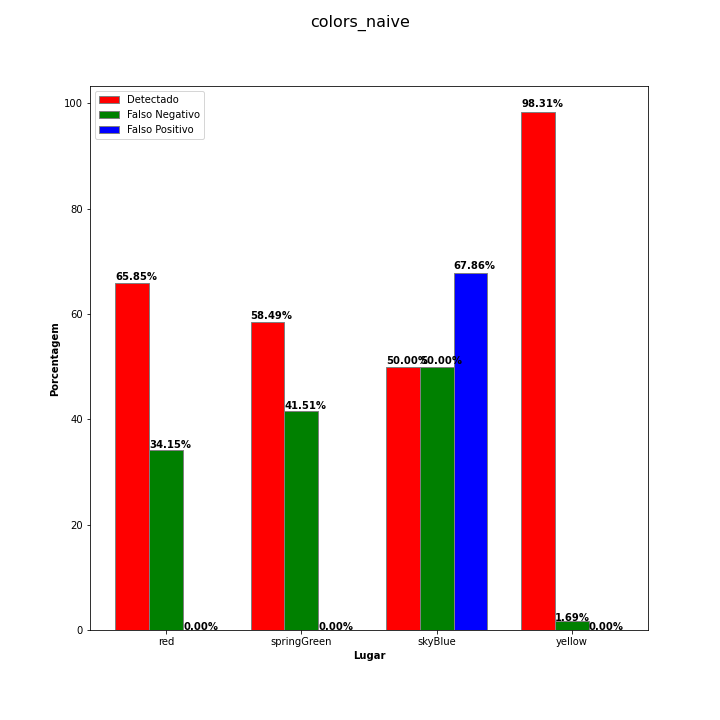 colors_naive
Detectado
Falso Negativo
Falso Positivo
100
80
60
40
20
0
Porcentagem
65.85%
34.15%
0.00%
58.49%
41.51%
0.00%
50.00%
50.00%
67.86%
98.31%
1.69%
0.00%
red
springGreen
skyBlue
yellow
Lugar